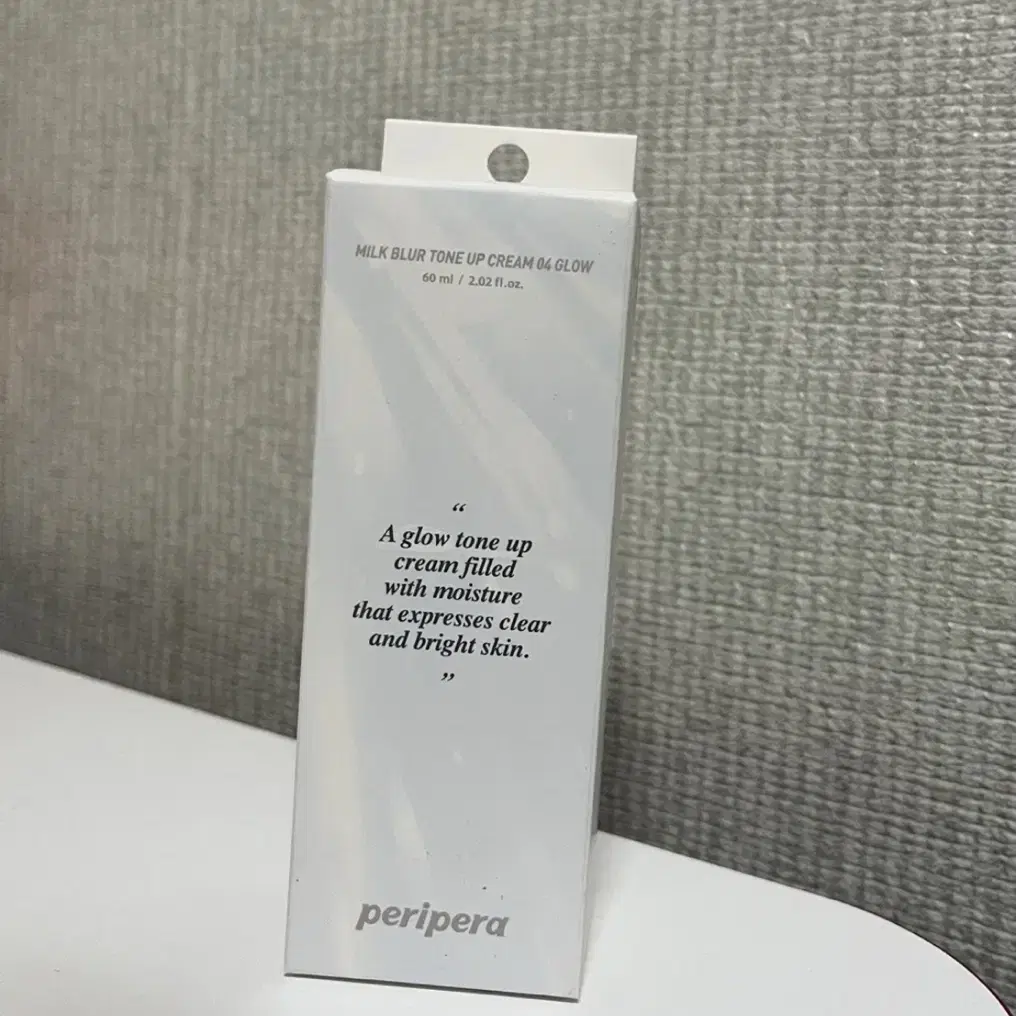 MILK BLUR TONE UP CREAM 04 GLOW
60 ml / 2.02 fl.oz.
“
A glow tone up
cream filled
with moisture
that expresses clear
and bright skin.
”
peripera